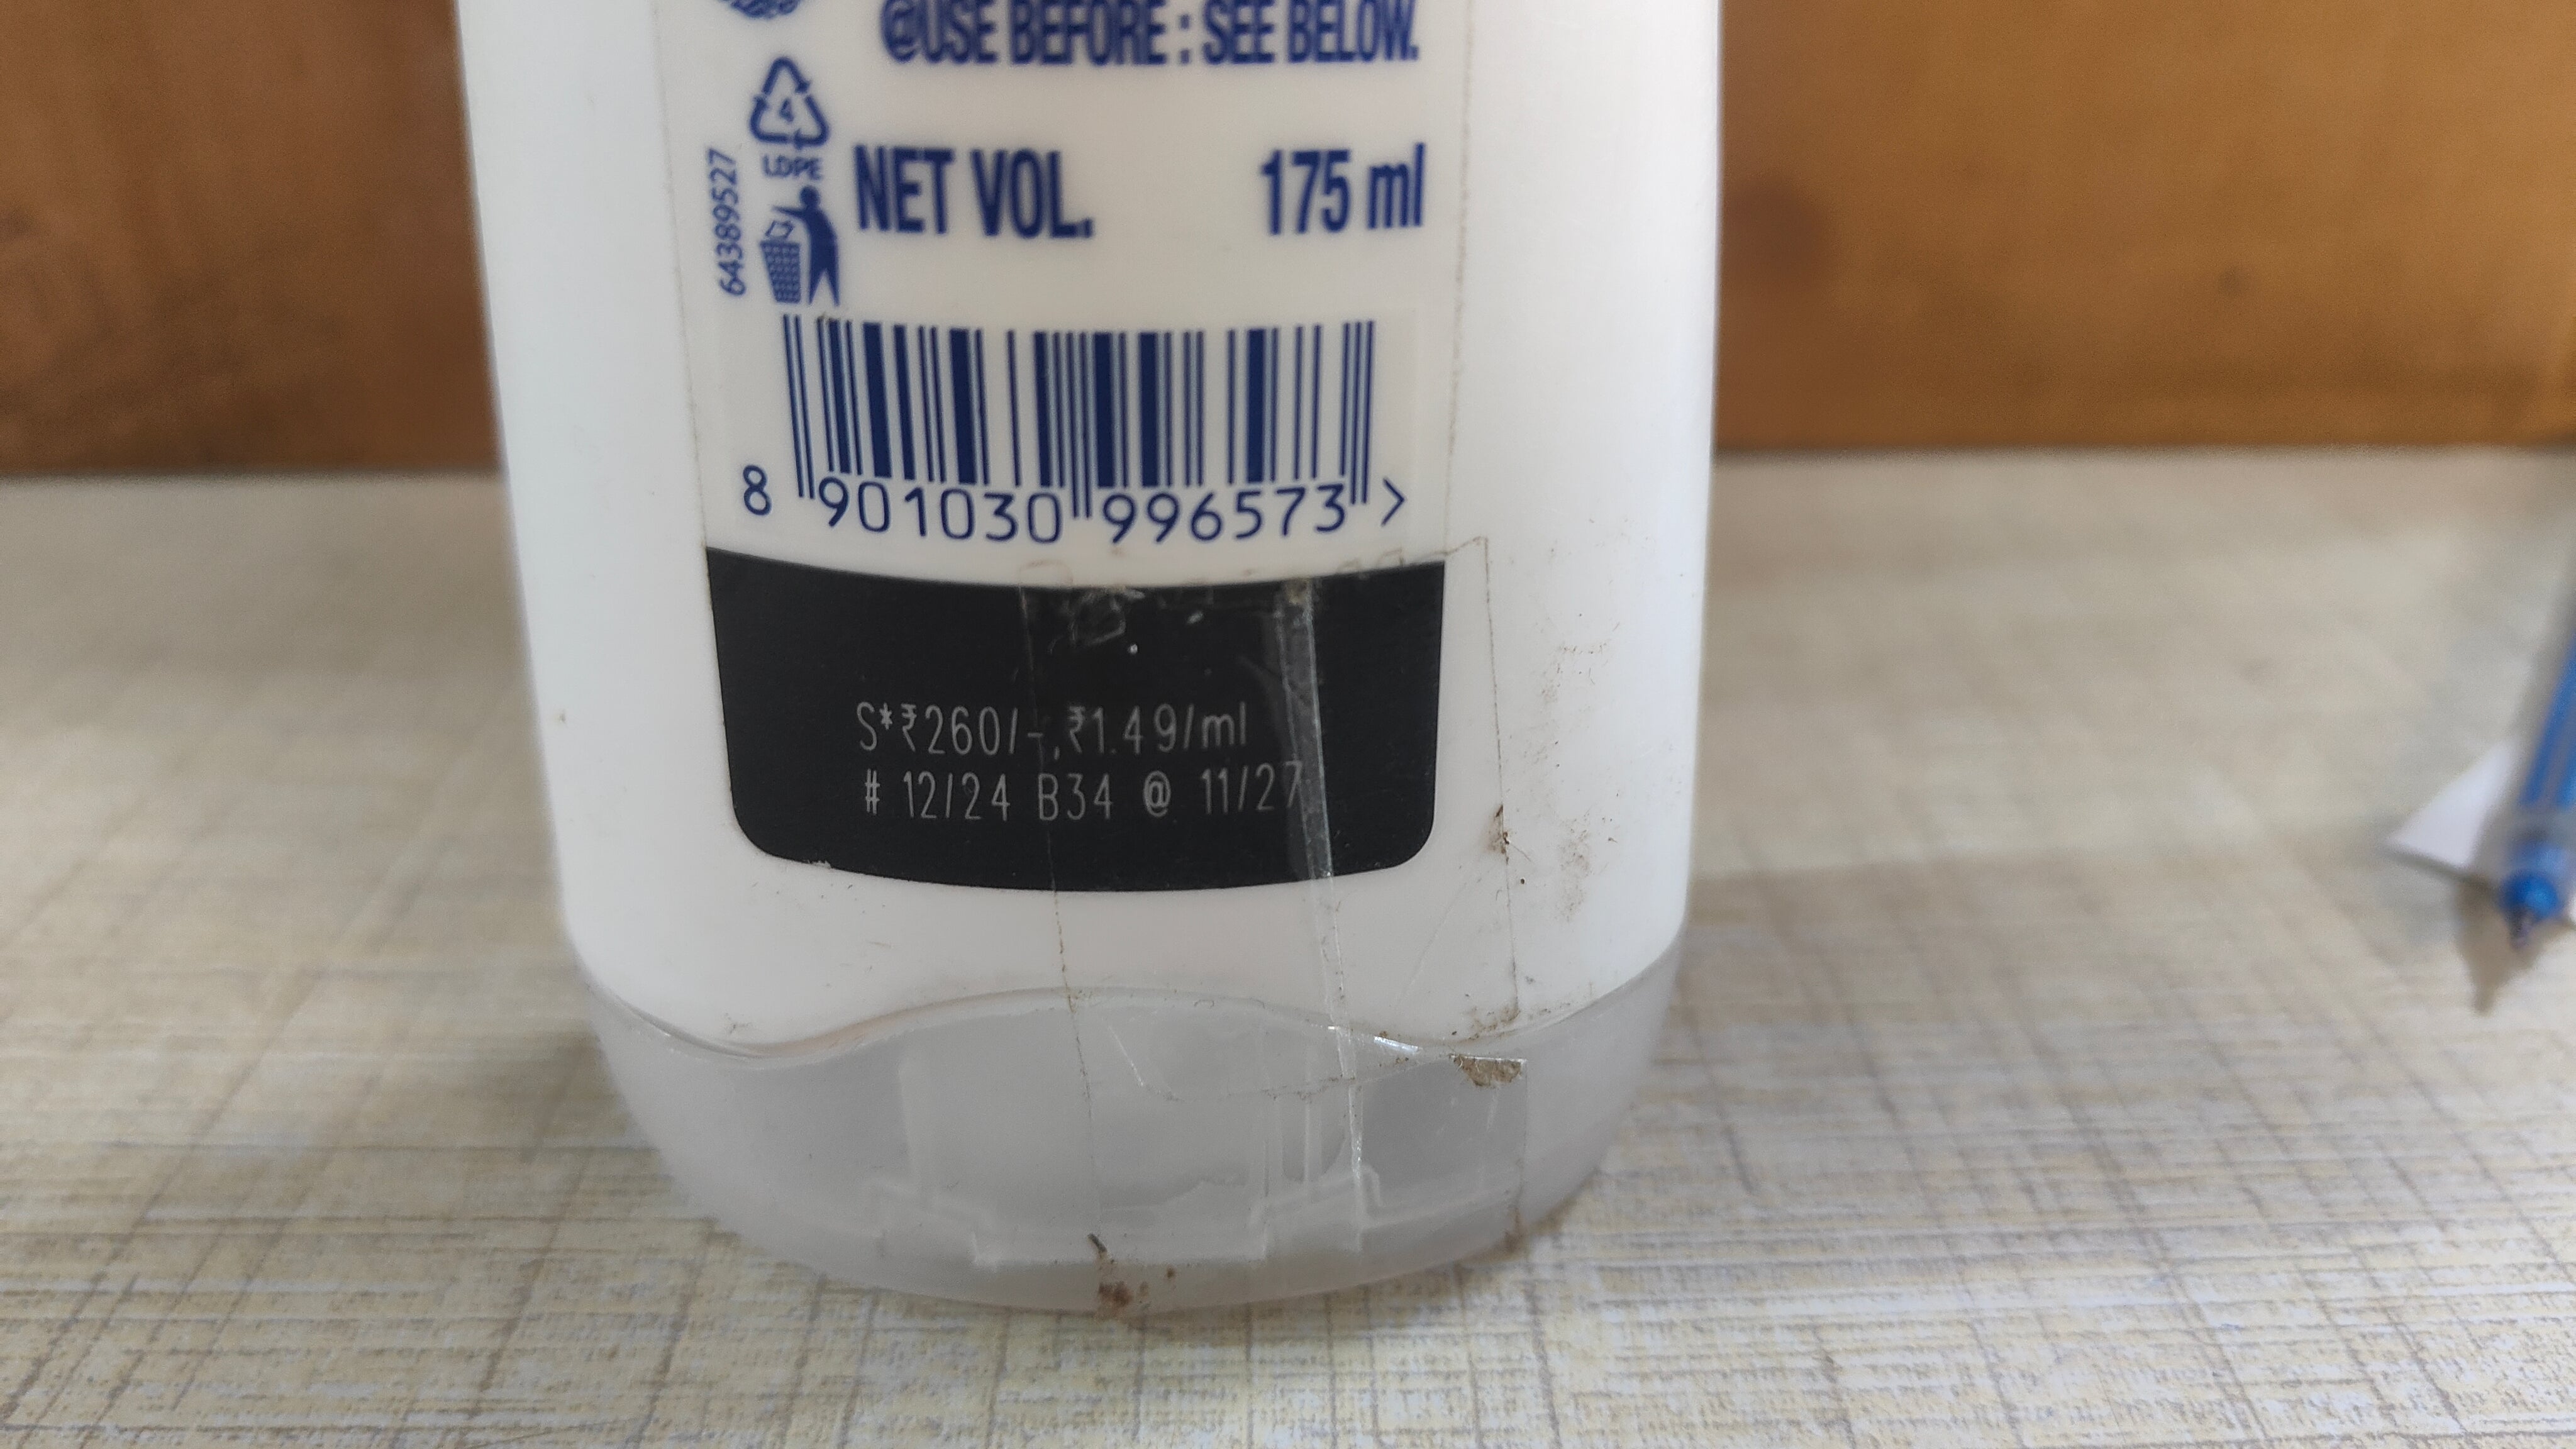 @USE BEFORE : SEE BELOW.
4
LDPE
64389527
NET VOL. 175 ml
8 901030 996573 >
S*₹260/-,₹1.49/ml
# 12/24 B34 @ 11/27